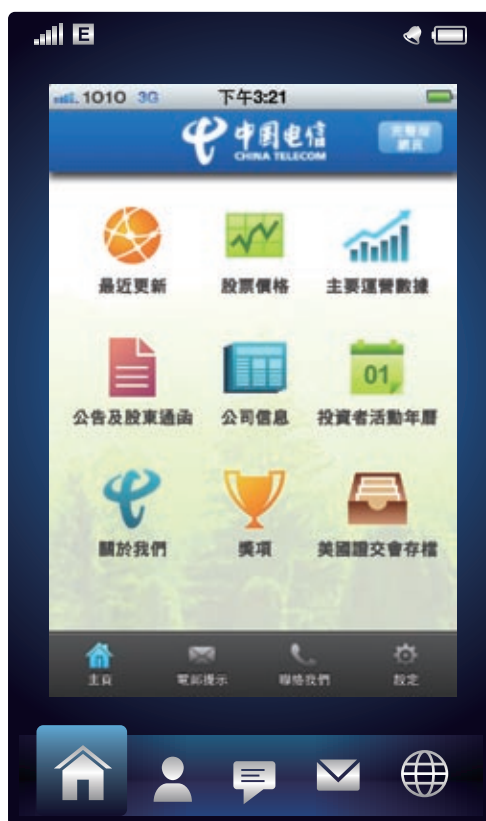 E
1010 3G 下午3:21
中国电信
CHINA TELECOM
完整版
網頁
最近更新 股票價格 主要運營數據
01
公告及股東通函 公司信息 投資者活動年曆
關於我們 獎項 美國證交會存檔
主頁 電郵提示 聯絡我們 設定